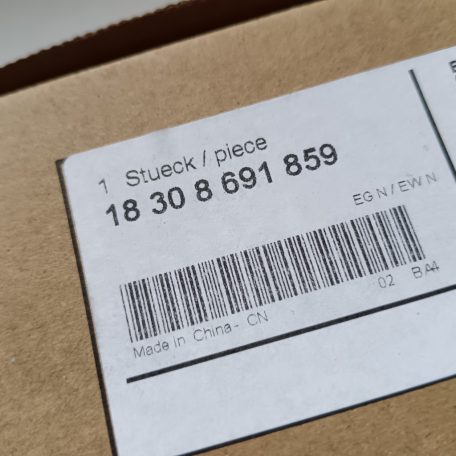 1 Stueck / piece
18 30 8 691 859
EG N / EW N
Made in China - CN
02 BA4